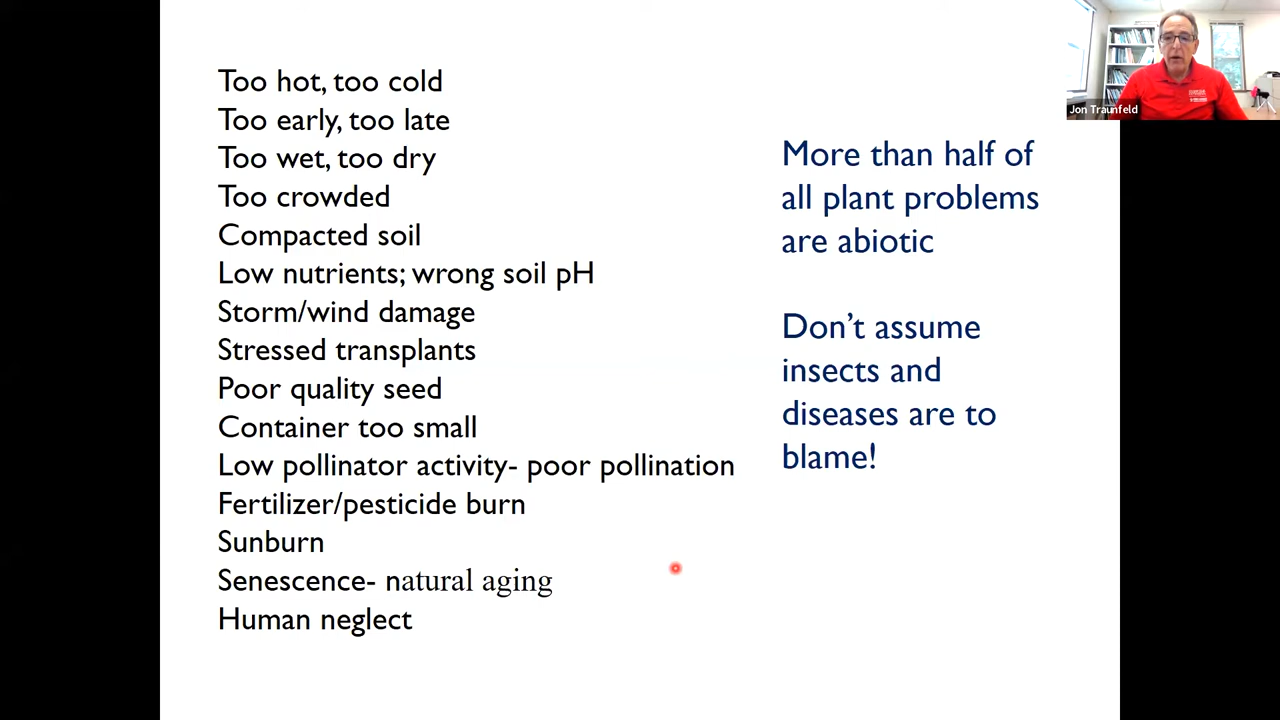 Too hot, too cold
Too early, too late
Too wet, too dry
Too crowded
Compacted soil
Low nutrients; wrong soil pH
Storm/wind damage
Stressed transplants
Poor quality seed
Container too small
Low pollinator activity- poor pollination
Fertilizer/pesticide burn
Sunburn
Senescence- natural aging
Human neglect
More than half of
all plant problems
are abiotic
Don’t assume
insects and
diseases are to
blame!
Jon Traunfeld